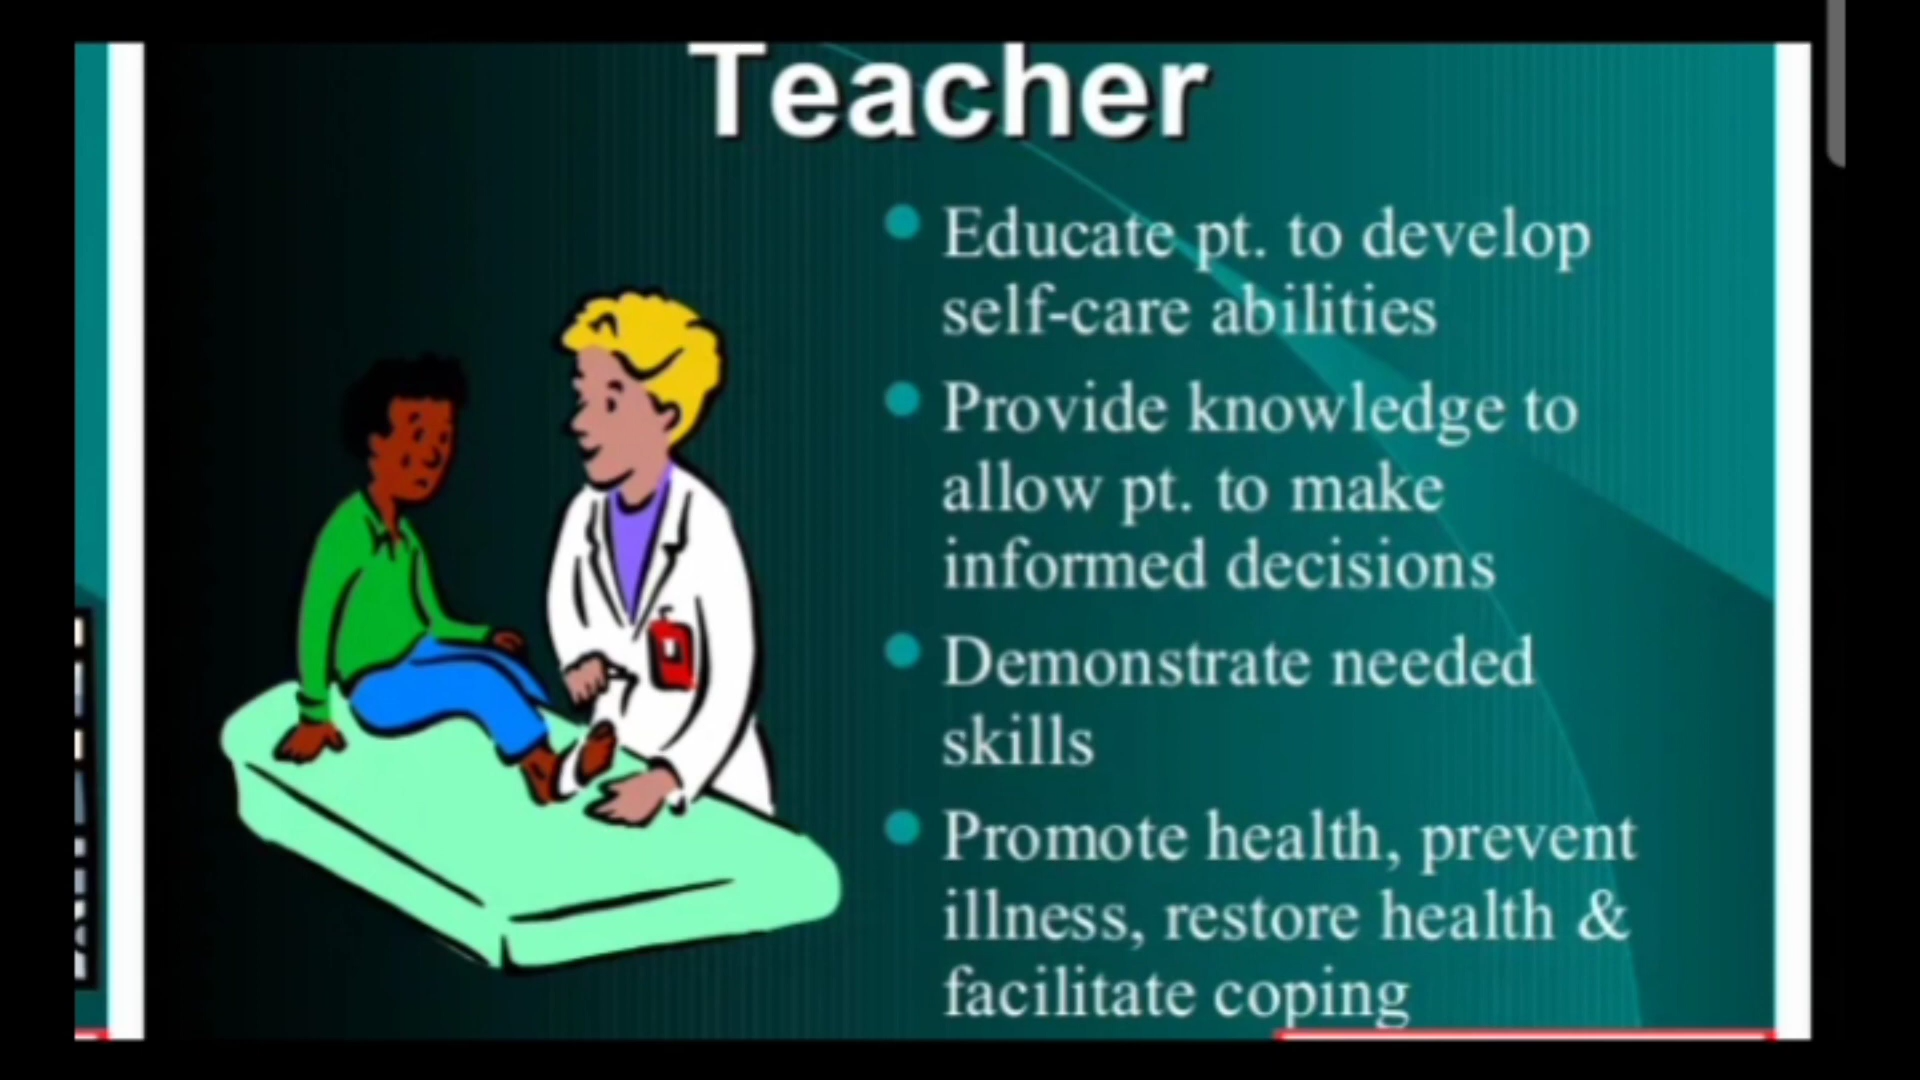 Teacher
Educate pt. to develop
self-care abilities
Provide knowledge to
allow pt. to make
informed decisions
Demonstrate needed
skills
Promote health, prevent
illness, restore health &
facilitate coping